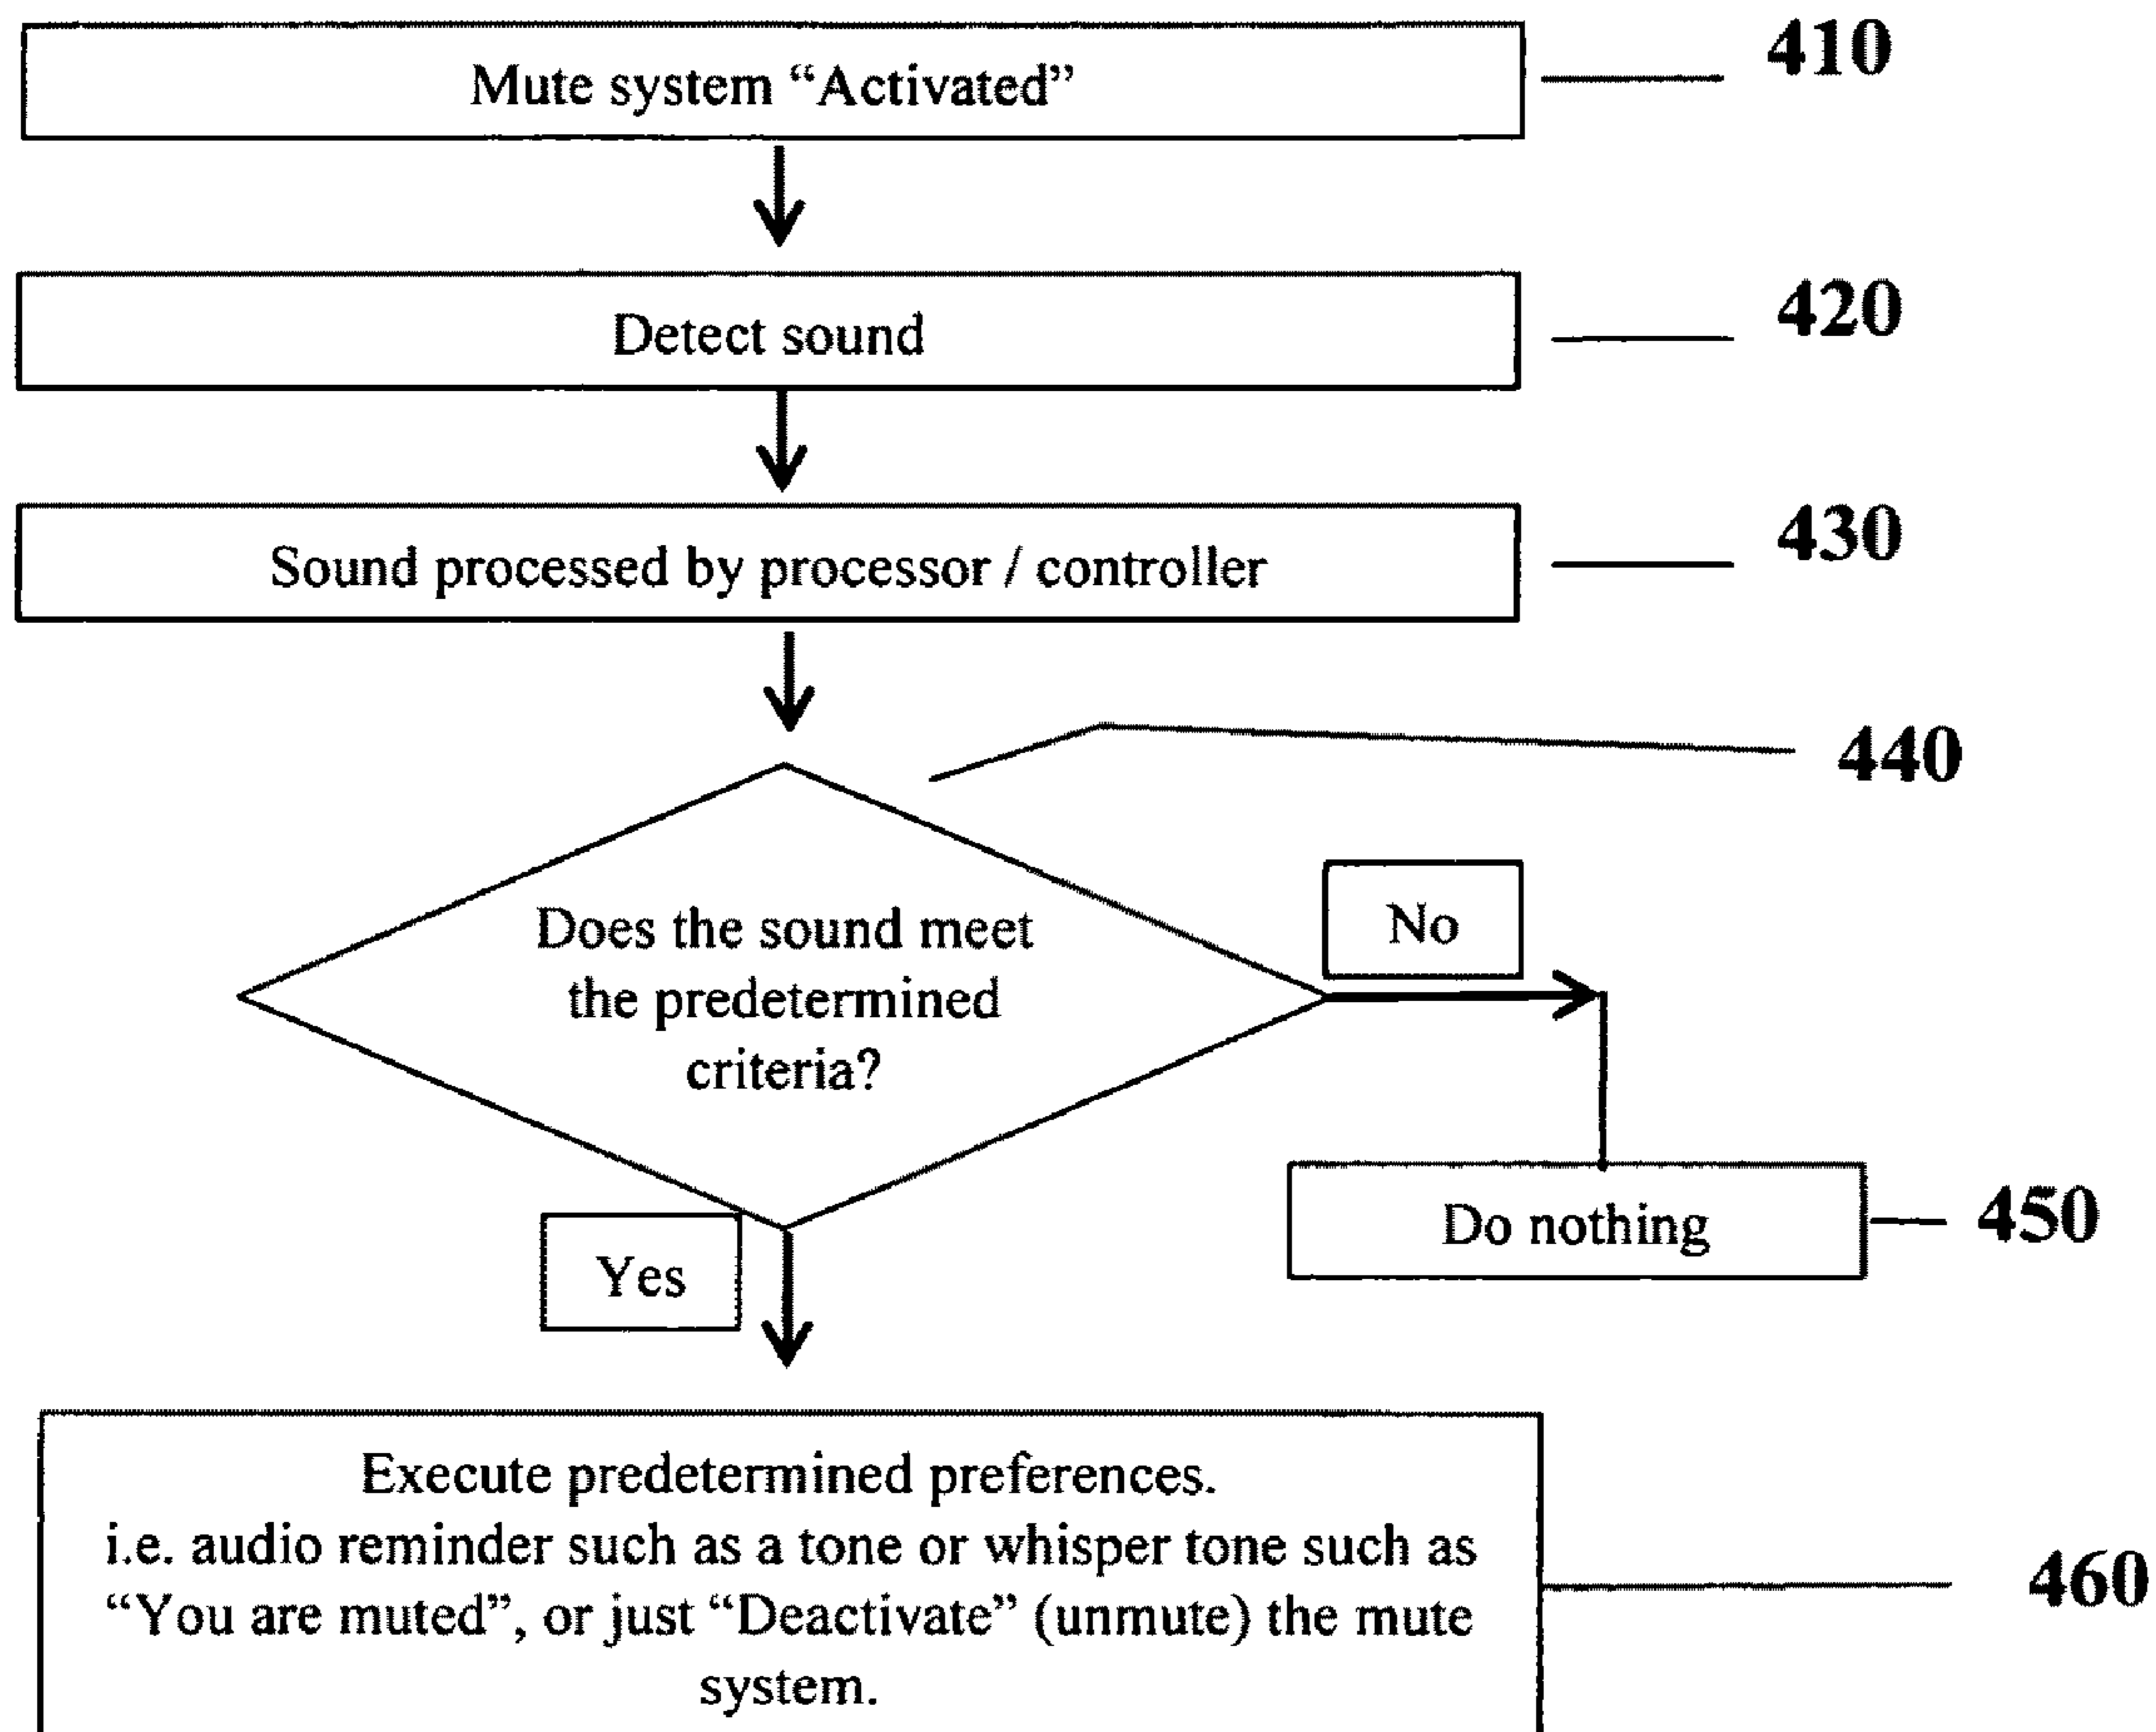 Mute system “Activated”
410
Detect sound
420
Sound processed by processor / controller
430
440
Does the sound meet
the predetermined
criteria?
No
Do nothing
450
Yes
Execute predetermined preferences.
i.e. audio reminder such as a tone or whisper tone such as
“You are muted”, or just “Deactivate” (unmute) the mute
system.
460